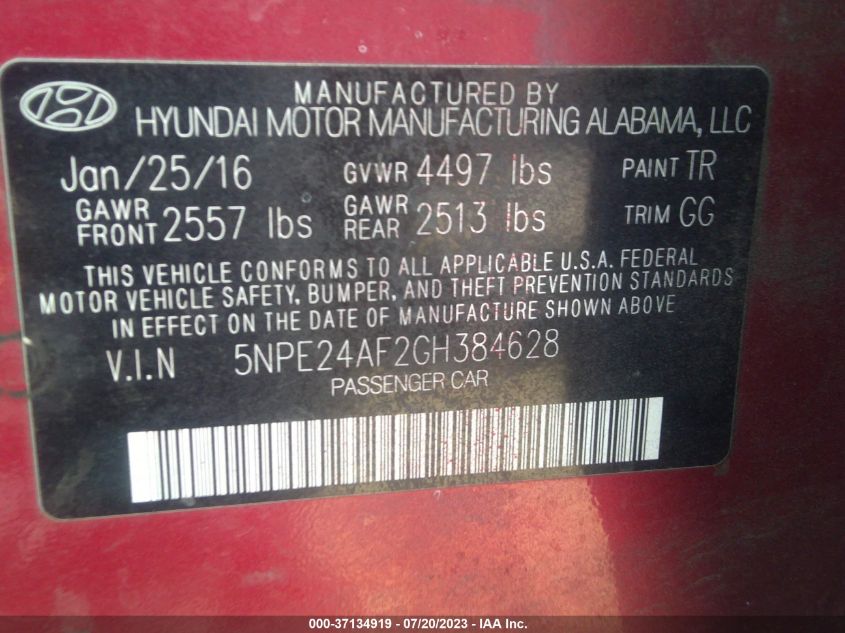 MANUFACTURED BY
HYUNDAI MOTOR MANUFACTURING ALABAMA, LLC
Jan/25/16 GVWR 4497 lbs PAINT TR
GAWR FRONT 2557 lbs GAWR REAR 2513 lbs TRIM GG
THIS VEHICLE CONFORMS TO ALL APPLICABLE U.S.A. FEDERAL
MOTOR VEHICLE SAFETY, BUMPER, AND THEFT PREVENTION STANDARDS
IN EFFECT ON THE DATE OF MANUFACTURE SHOWN ABOVE
V.I.N 5NPE24AF2GH384628
PASSENGER CAR
000-37134919 - 07/20/2023 - IAA Inc.